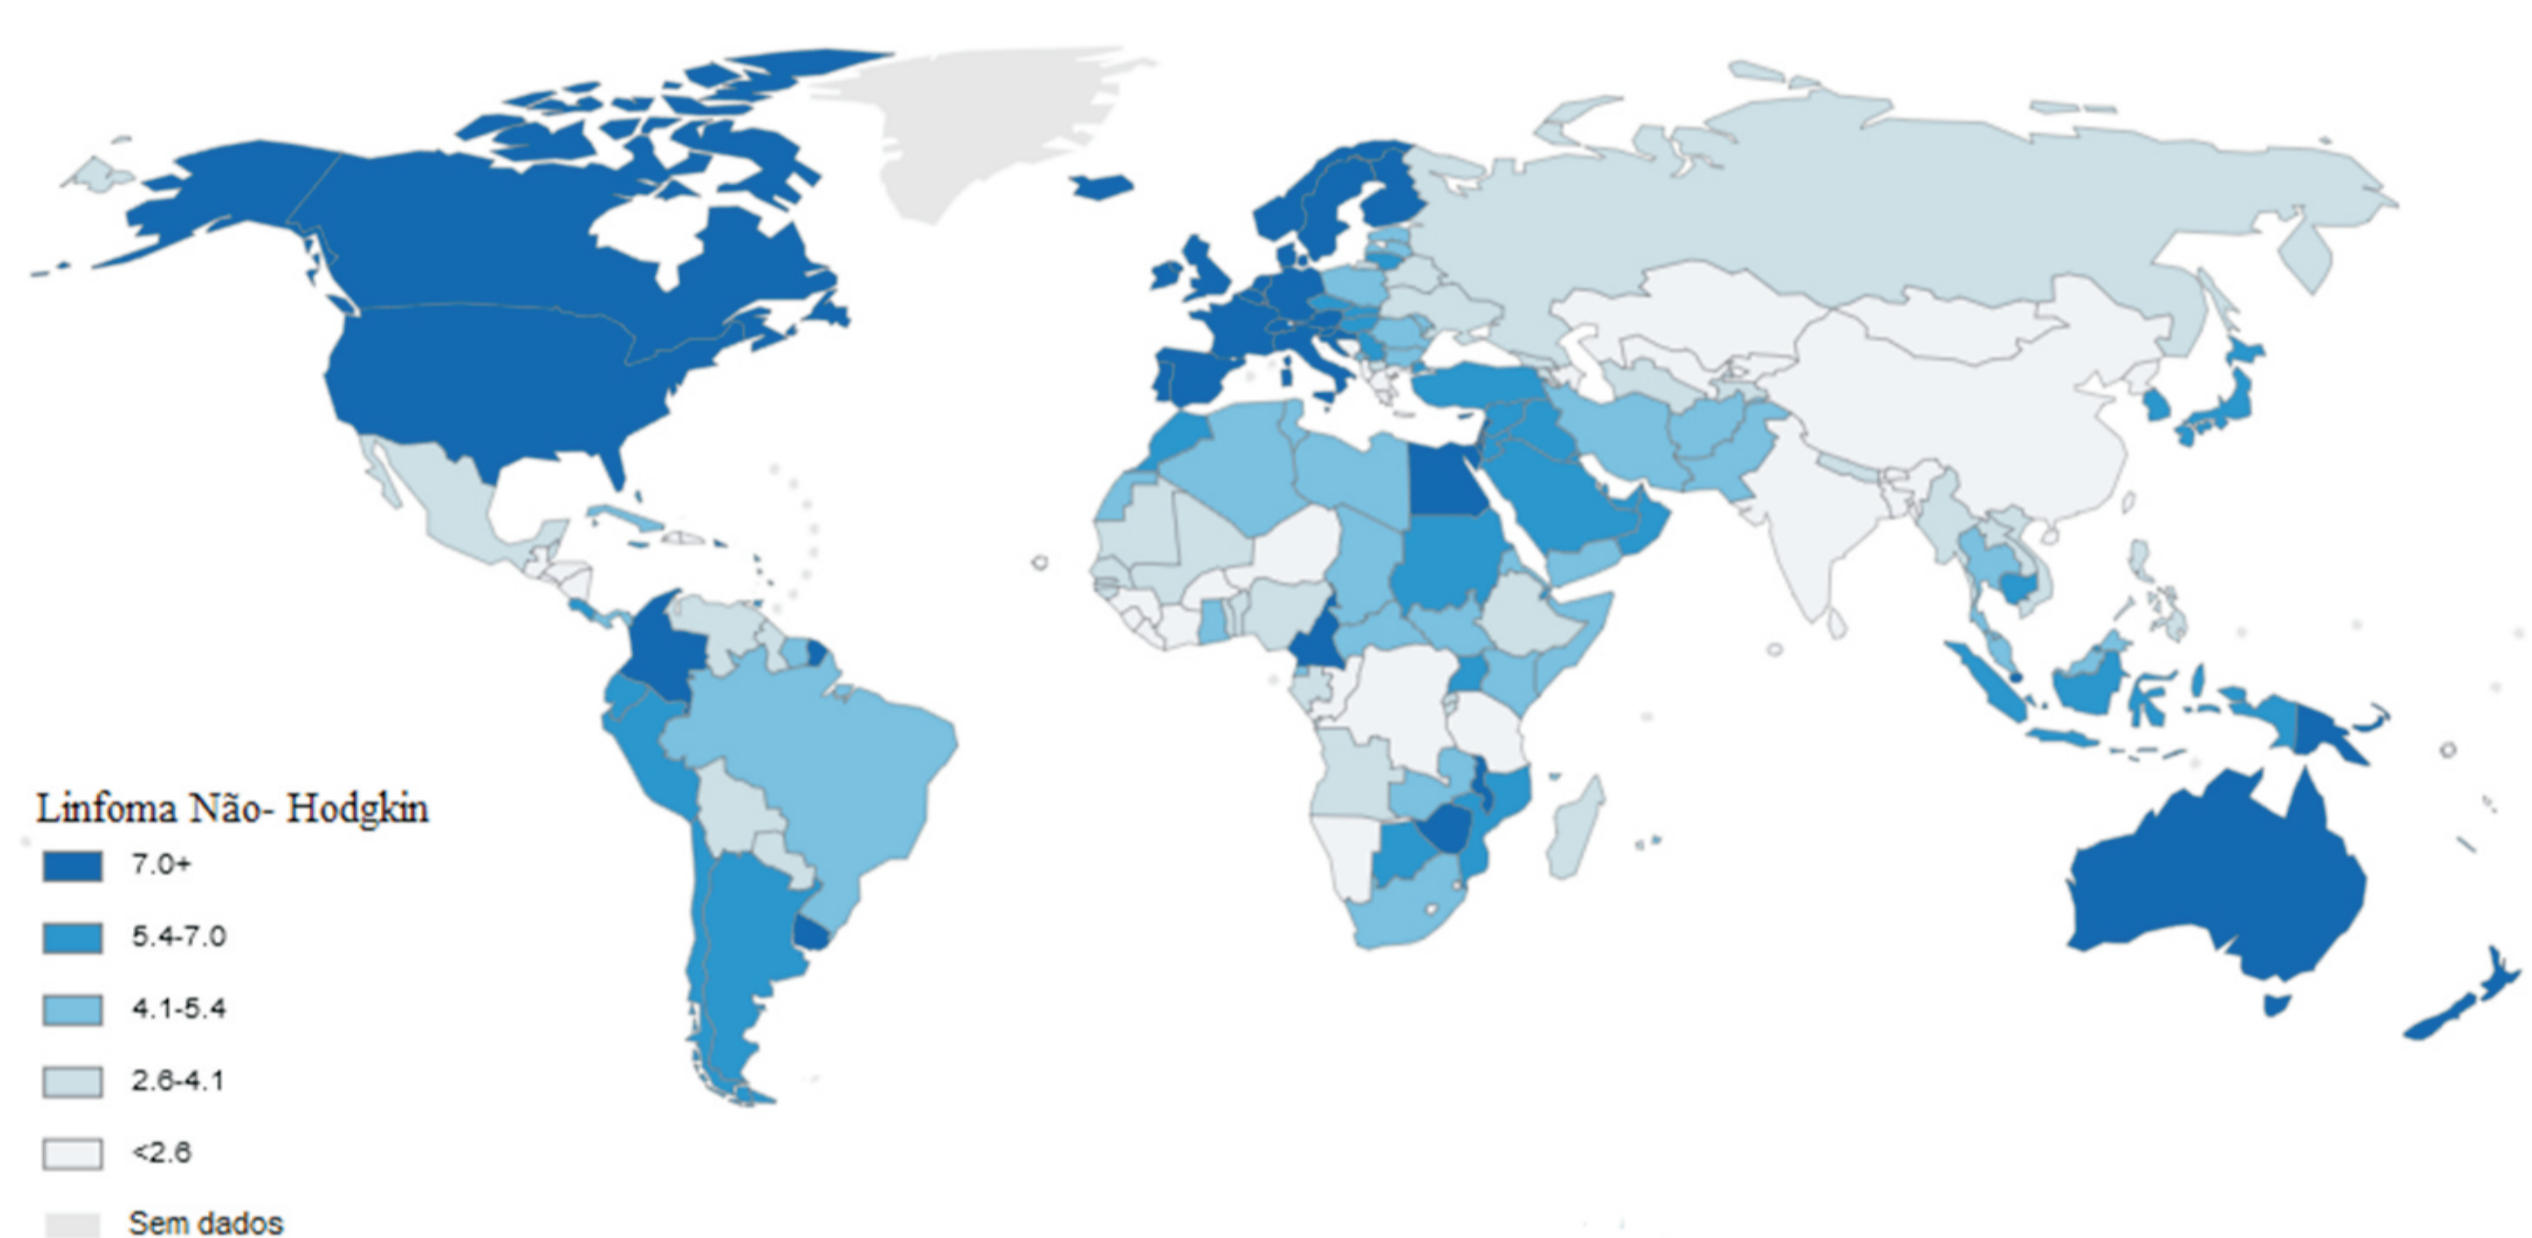 Linfoma Não- Hodgkin
7.0+
5.4-7.0
4.1-5.4
2.6-4.1
<2.6
Sem dados